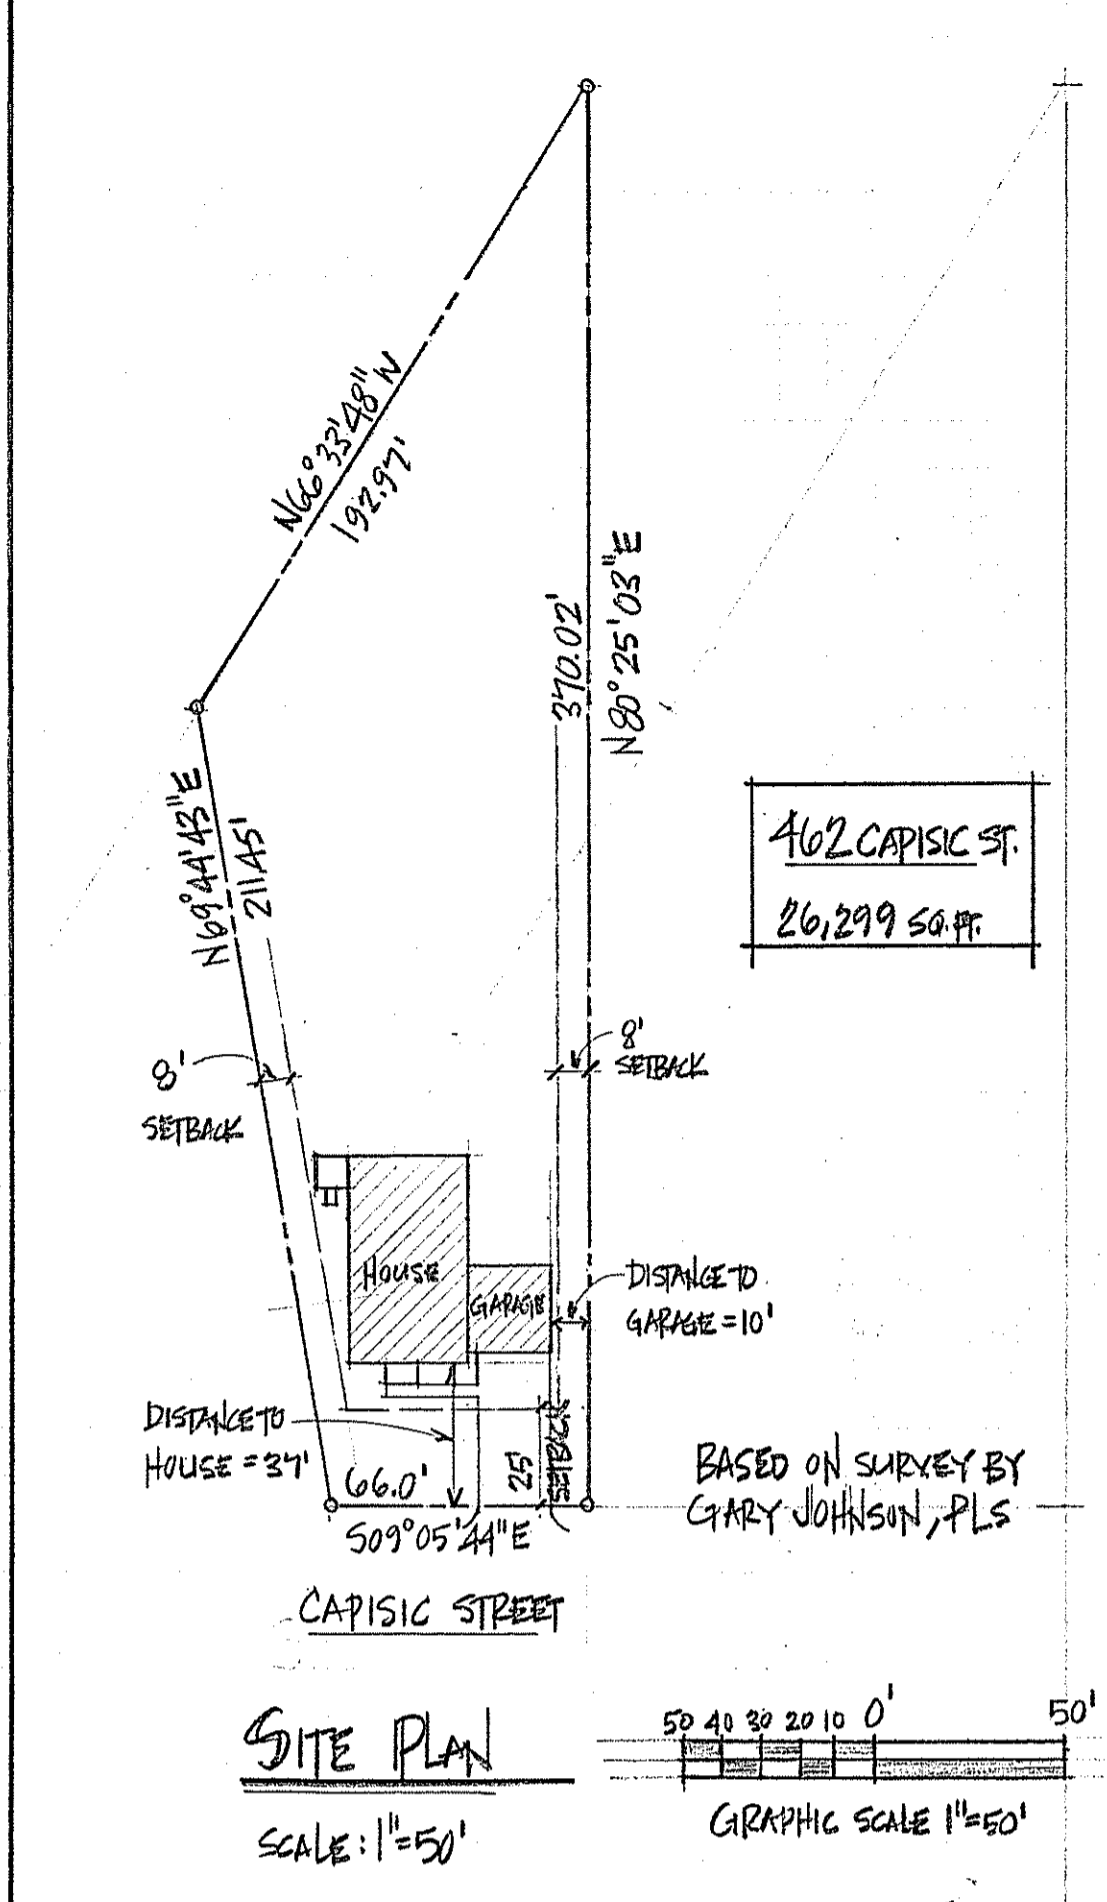 N66°33'48" W
192.97'
370.02'
N80°25'03"E
N69°44'43"E
211.45'
462 CAPISIC ST.
26,299 SQ. FT.
8'
SETBACK
8'
SETBACK
HOUSE
GARAGE
DISTANCE TO
GARAGE = 10'
DISTANCE TO
HOUSE = 37'
66.0'
25'
SETBACK
S09°05'44"E
BASED ON SURVEY BY
GARY JOHNSON, PLS
CAPISIC STREET
SITE PLAN
SCALE: 1"=50'
50 40 30 20 10 0' 50'
GRAPHIC SCALE 1"=50'